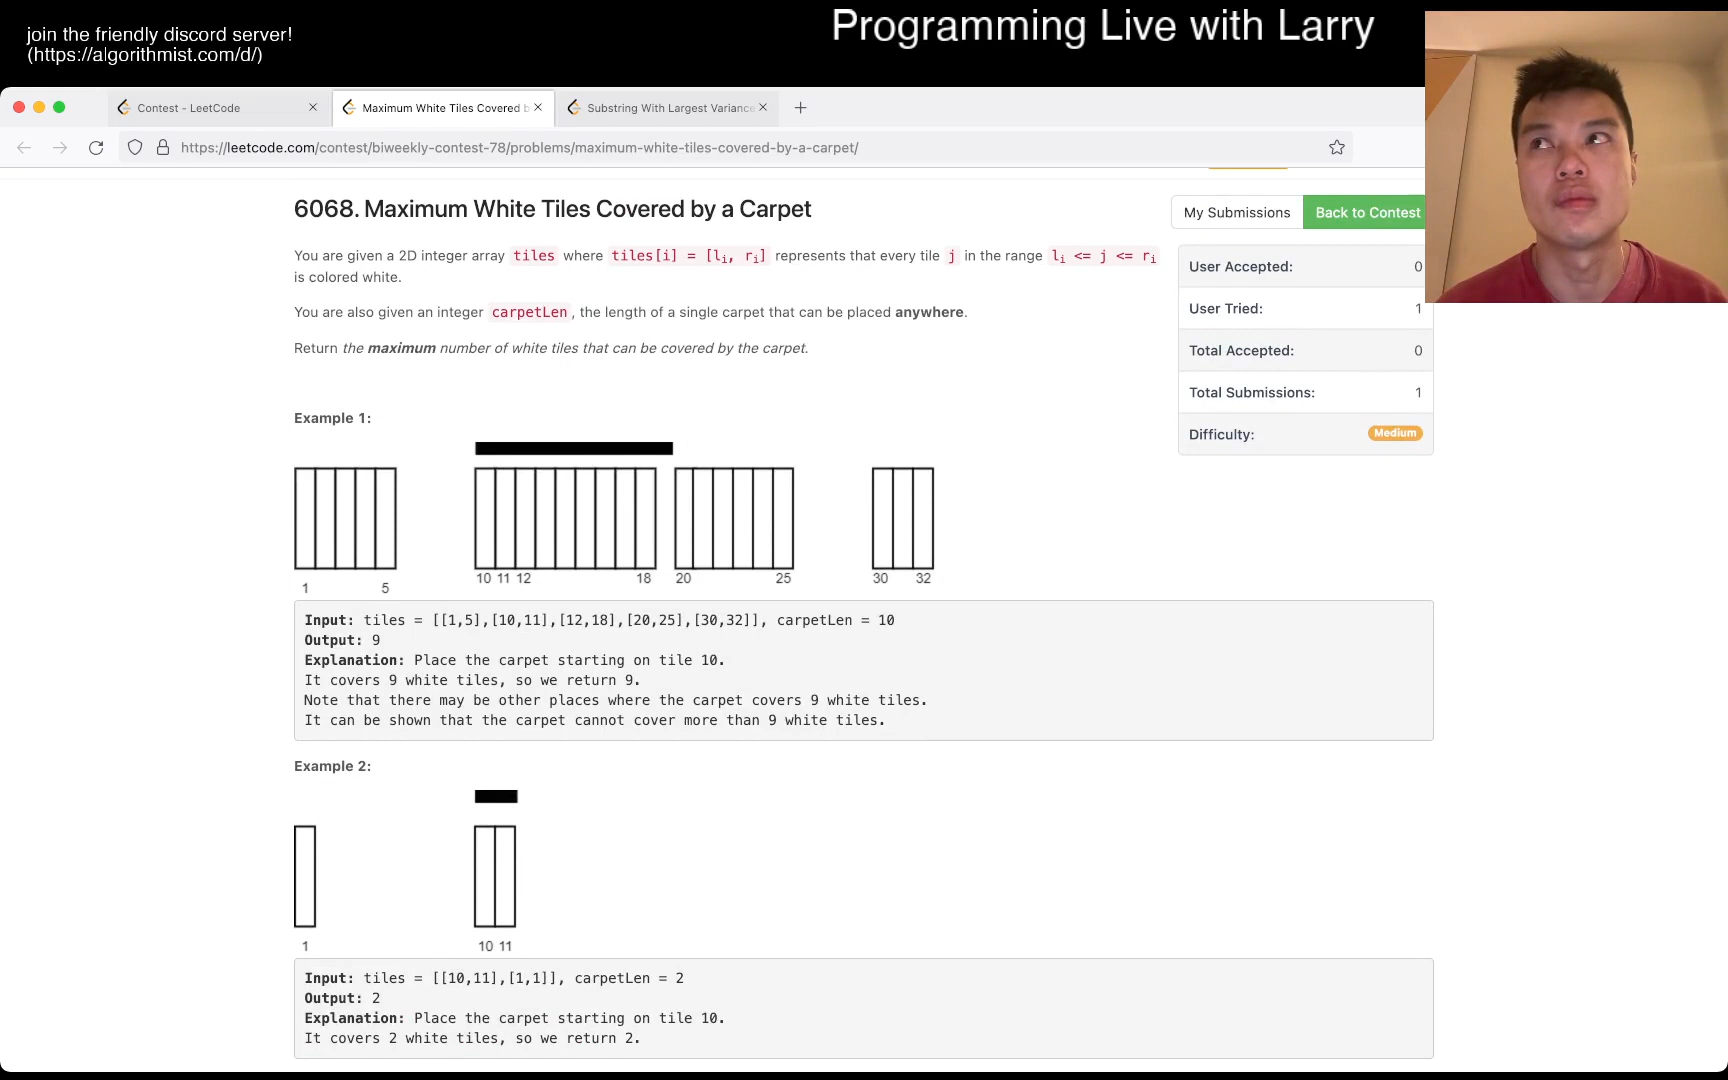 join the friendly discord server!
(https://algorithmist.com/d/)
Programming Live with Larry
Contest - LeetCode
Maximum White Tiles Covered b
Substring With Largest Variance
https://leetcode.com/contest/biweekly-contest-78/problems/maximum-white-tiles-covered-by-a-carpet/
6068. Maximum White Tiles Covered by a Carpet
My Submissions
Back to Contest
You are given a 2D integer array tiles where tiles[i] = [li, ri] represents that every tile j in the range li <= j <= ri
is colored white.
You are also given an integer carpetLen, the length of a single carpet that can be placed anywhere.
Return the maximum number of white tiles that can be covered by the carpet.
User Accepted: 0
User Tried: 1
Total Accepted: 0
Total Submissions: 1
Difficulty: Medium
Example 1:
1 5 10 11 12 18 20 25 30 32
Input: tiles = [[1,5],[10,11],[12,18],[20,25],[30,32]], carpetLen = 10
Output: 9
Explanation: Place the carpet starting on tile 10.
It covers 9 white tiles, so we return 9.
Note that there may be other places where the carpet covers 9 white tiles.
It can be shown that the carpet cannot cover more than 9 white tiles.
Example 2:
1 10 11
Input: tiles = [[10,11],[1,1]], carpetLen = 2
Output: 2
Explanation: Place the carpet starting on tile 10.
It covers 2 white tiles, so we return 2.